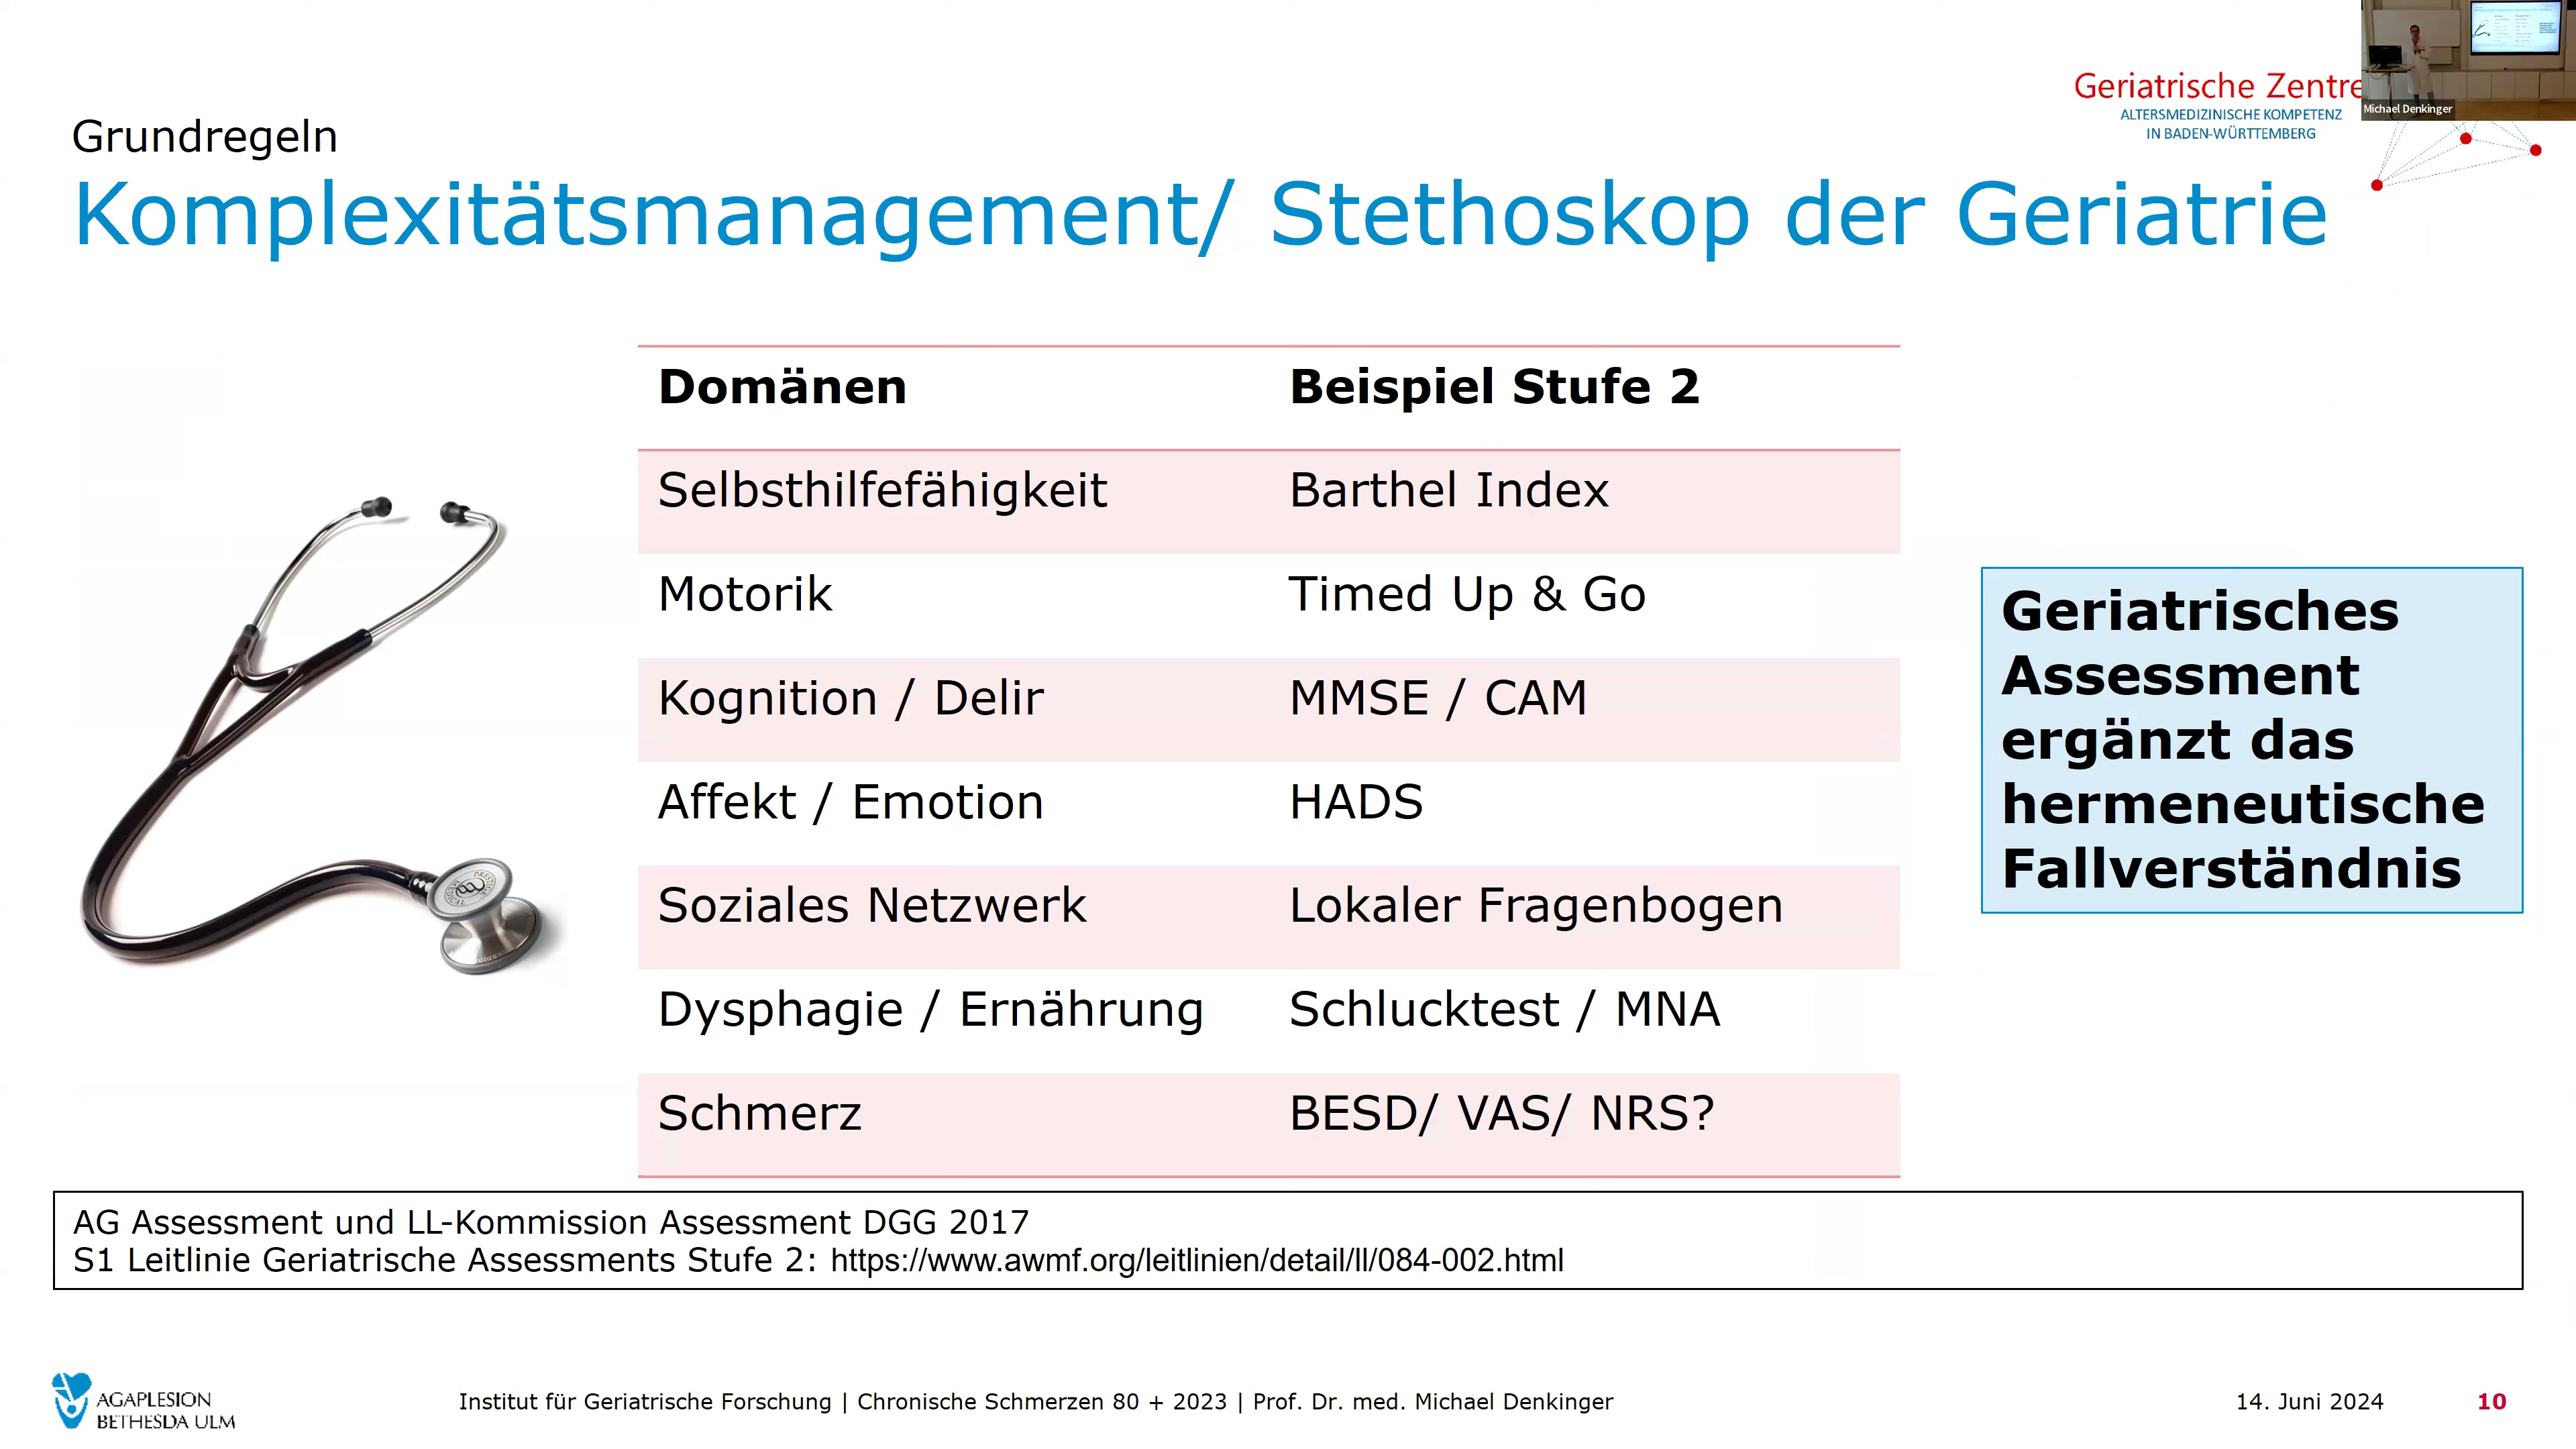 Geriatrische Zentre
ALTERSMEDIZINISCHE KOMPETENZ
IN BADEN-WÜRTTEMBERG
Michael Denkinger
Grundregeln
Komplexitätsmanagement/ Stethoskop der Geriatrie
Domänen Beispiel Stufe 2
Selbsthilfefähigkeit Barthel Index
Motorik Timed Up & Go
Kognition / Delir MMSE / CAM
Affekt / Emotion HADS
Soziales Netzwerk Lokaler Fragenbogen
Dysphagie / Ernährung Schlucktest / MNA
Schmerz BESD/ VAS/ NRS?
Geriatrisches
Assessment
ergänzt das
hermeneutische
Fallverständnis
PRESTIGE MEDICAL
AG Assessment und LL-Kommission Assessment DGG 2017
S1 Leitlinie Geriatrische Assessments Stufe 2: https://www.awmf.org/leitlinien/detail/ll/084-002.html
AGAPLESION
BETHESDA ULM
Institut für Geriatrische Forschung | Chronische Schmerzen 80 + 2023 | Prof. Dr. med. Michael Denkinger
14. Juni 2024
10